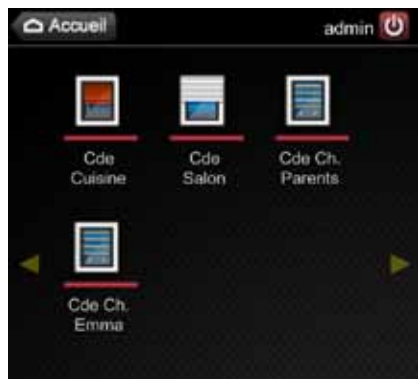 Accueil
admin
Cde
Cuisine
Cde
Salon
Cde Ch.
Parents
Cde Ch.
Emma